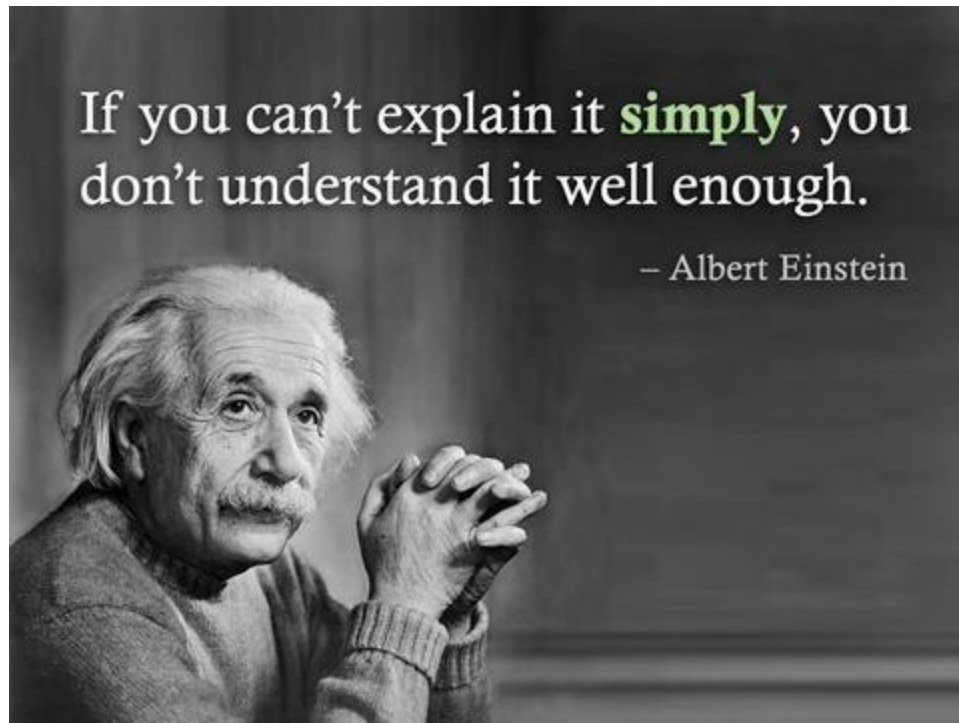 If you can’t explain it simply, you
don’t understand it well enough.
– Albert Einstein